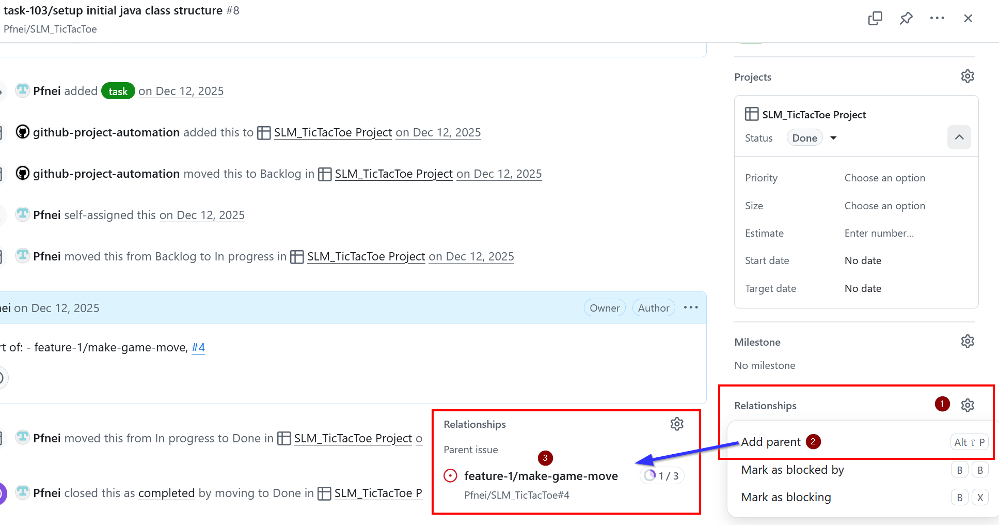 task-103/setup initial java class structure #8
Pfnei/SLM_TicTacToe
Pfnei added task on Dec 12, 2025
github-project-automation added this to SLM_TicTacToe Project on Dec 12, 2025
github-project-automation moved this to Backlog in SLM_TicTacToe Project on Dec 12, 2025
Pfnei self-assigned this on Dec 12, 2025
Pfnei moved this from Backlog to In progress in SLM_TicTacToe Project on Dec 12, 2025
nei on Dec 12, 2025 Owner Author
rt of: - feature-1/make-game-move, #4
Pfnei moved this from In progress to Done in SLM_TicTacToe Project o
Pfnei closed this as completed by moving to Done in SLM_TicTacToe P
Relationships
Parent issue
3
feature-1/make-game-move 1 / 3
Pfnei/SLM_TicTacToe#4
Projects
SLM_TicTacToe Project
Status Done
Priority Choose an option
Size Choose an option
Estimate Enter number...
Start date No date
Target date No date
Milestone
No milestone
Relationships 1
Add parent 2 Alt ⇧ P
Mark as blocked by B B
Mark as blocking B X